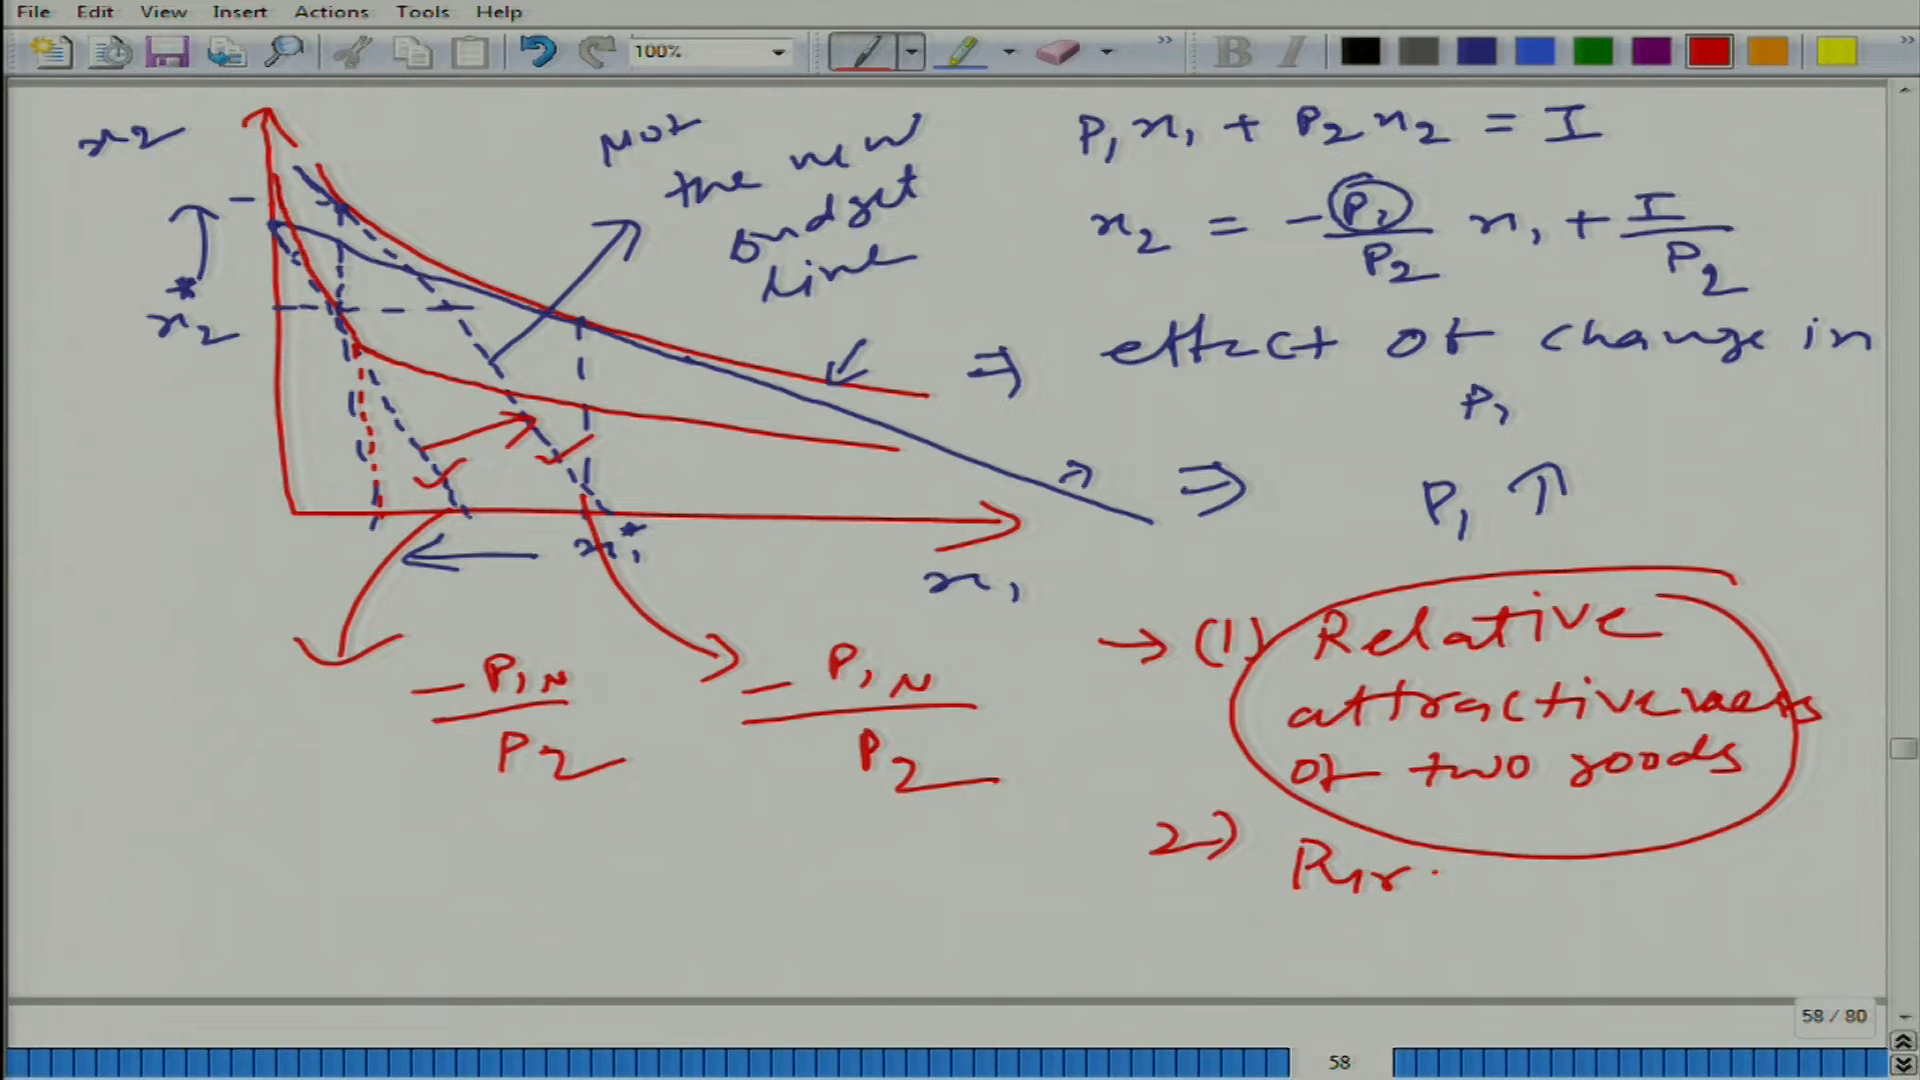 File Edit View Insert Actions Tools Help
100%
B I
x2
Not
the new
budget
line
P1x1 + P2x2 = I
x2 = -P1/P2 x1 + I/P2
x2*
⇒ effect of change in
P1
⇒ P1 ↑
x1*
x1
-P1N/P2
-P1N/P2
→ (1) Relative
attractiveness
of two goods
2)
58 / 80
58